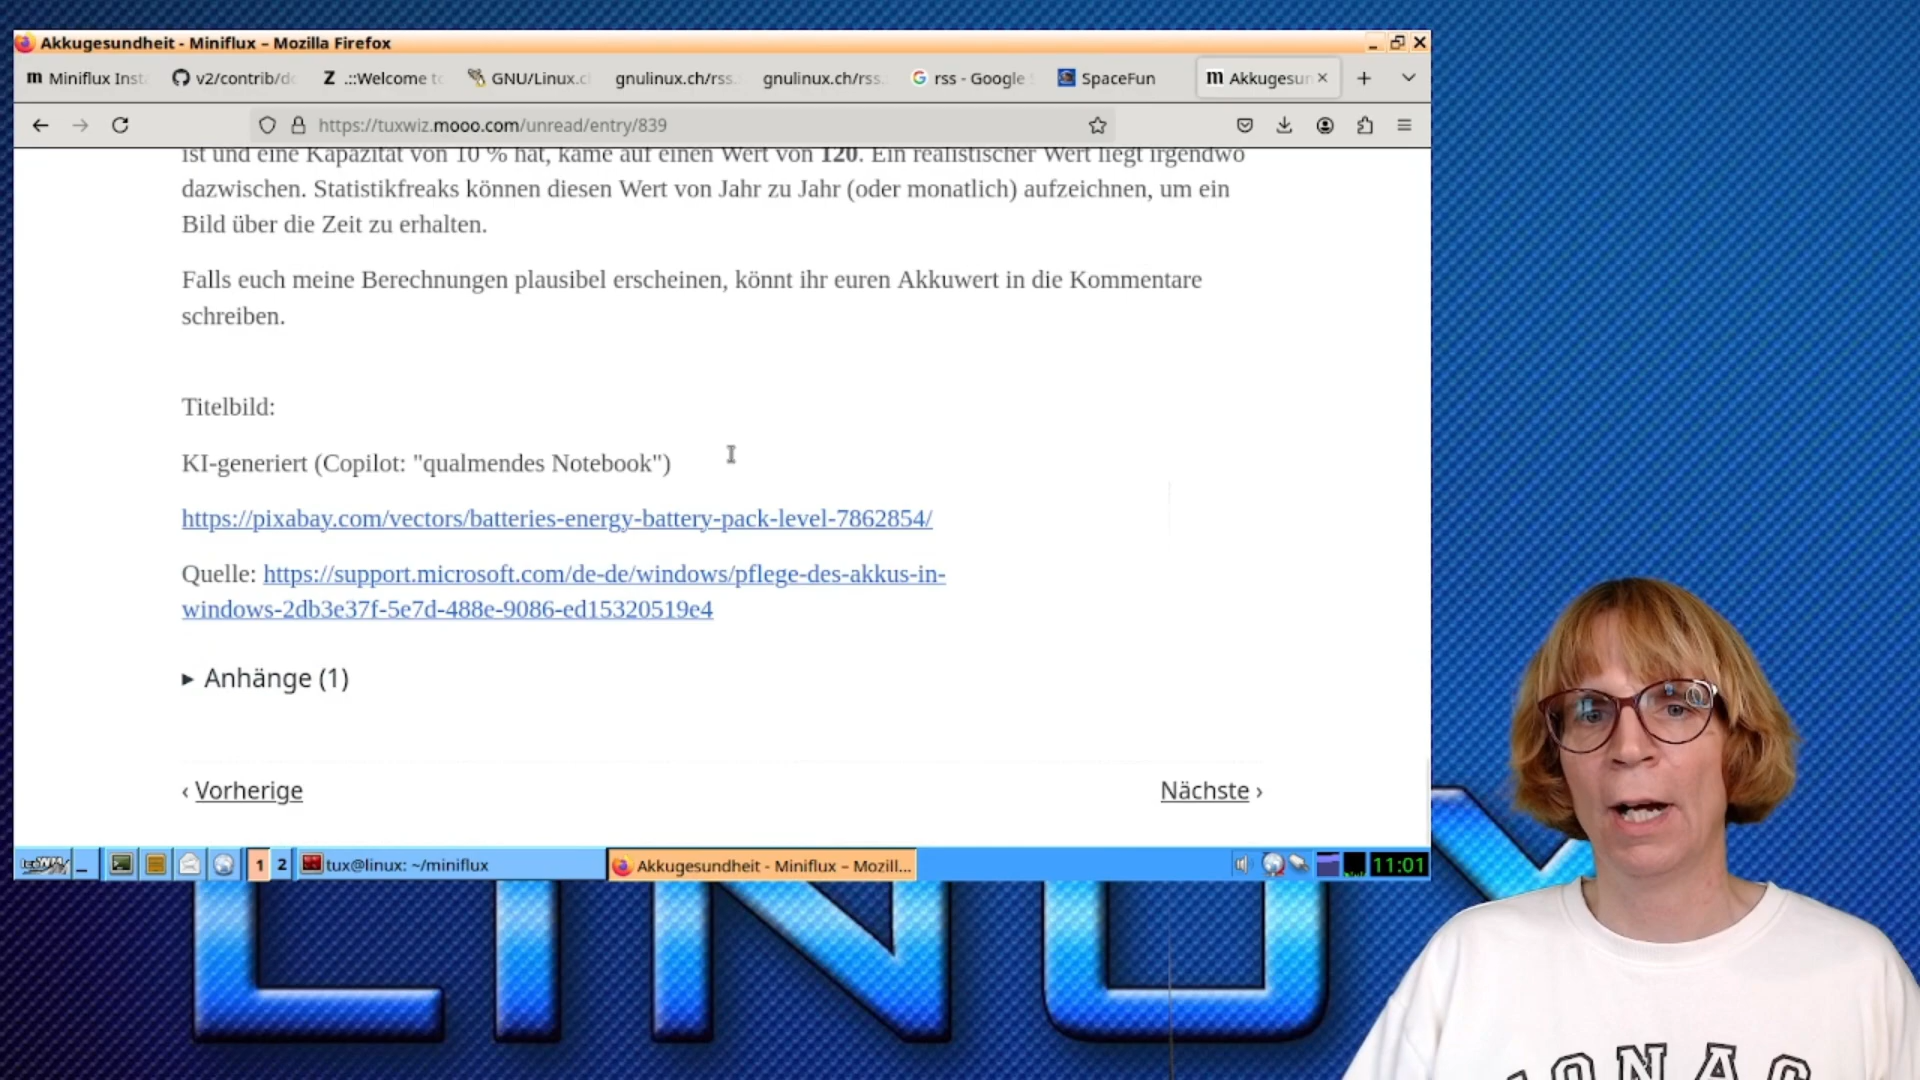 Akkugesundheit - Miniflux – Mozilla Firefox
Miniflux Inst
v2/contrib/do
.::Welcome to
GNU/Linux.c
gnulinux.ch/rss.
gnulinux.ch/rss.
rss - Google
SpaceFun
Akkugesun
https://tuxwiz.mooo.com/unread/entry/839
ist und eine Kapazität von 10 % hat, käme auf einen Wert von 120. Ein realistischer Wert liegt irgendwo
dazwischen. Statistikfreaks können diesen Wert von Jahr zu Jahr (oder monatlich) aufzeichnen, um ein
Bild über die Zeit zu erhalten.
Falls euch meine Berechnungen plausibel erscheinen, könnt ihr euren Akkuwert in die Kommentare
schreiben.
Titelbild:
KI-generiert (Copilot: "qualmendes Notebook")
https://pixabay.com/vectors/batteries-energy-battery-pack-level-7862854/
Quelle: https://support.microsoft.com/de-de/windows/pflege-des-akkus-in-
windows-2db3e37f-5e7d-488e-9086-ed15320519e4
▸ Anhänge (1)
‹ Vorherige
Nächste ›
IceWM
1 2
tux@linux: ~/miniflux
Akkugesundheit - Miniflux – Mozill...
11:01
LINUX